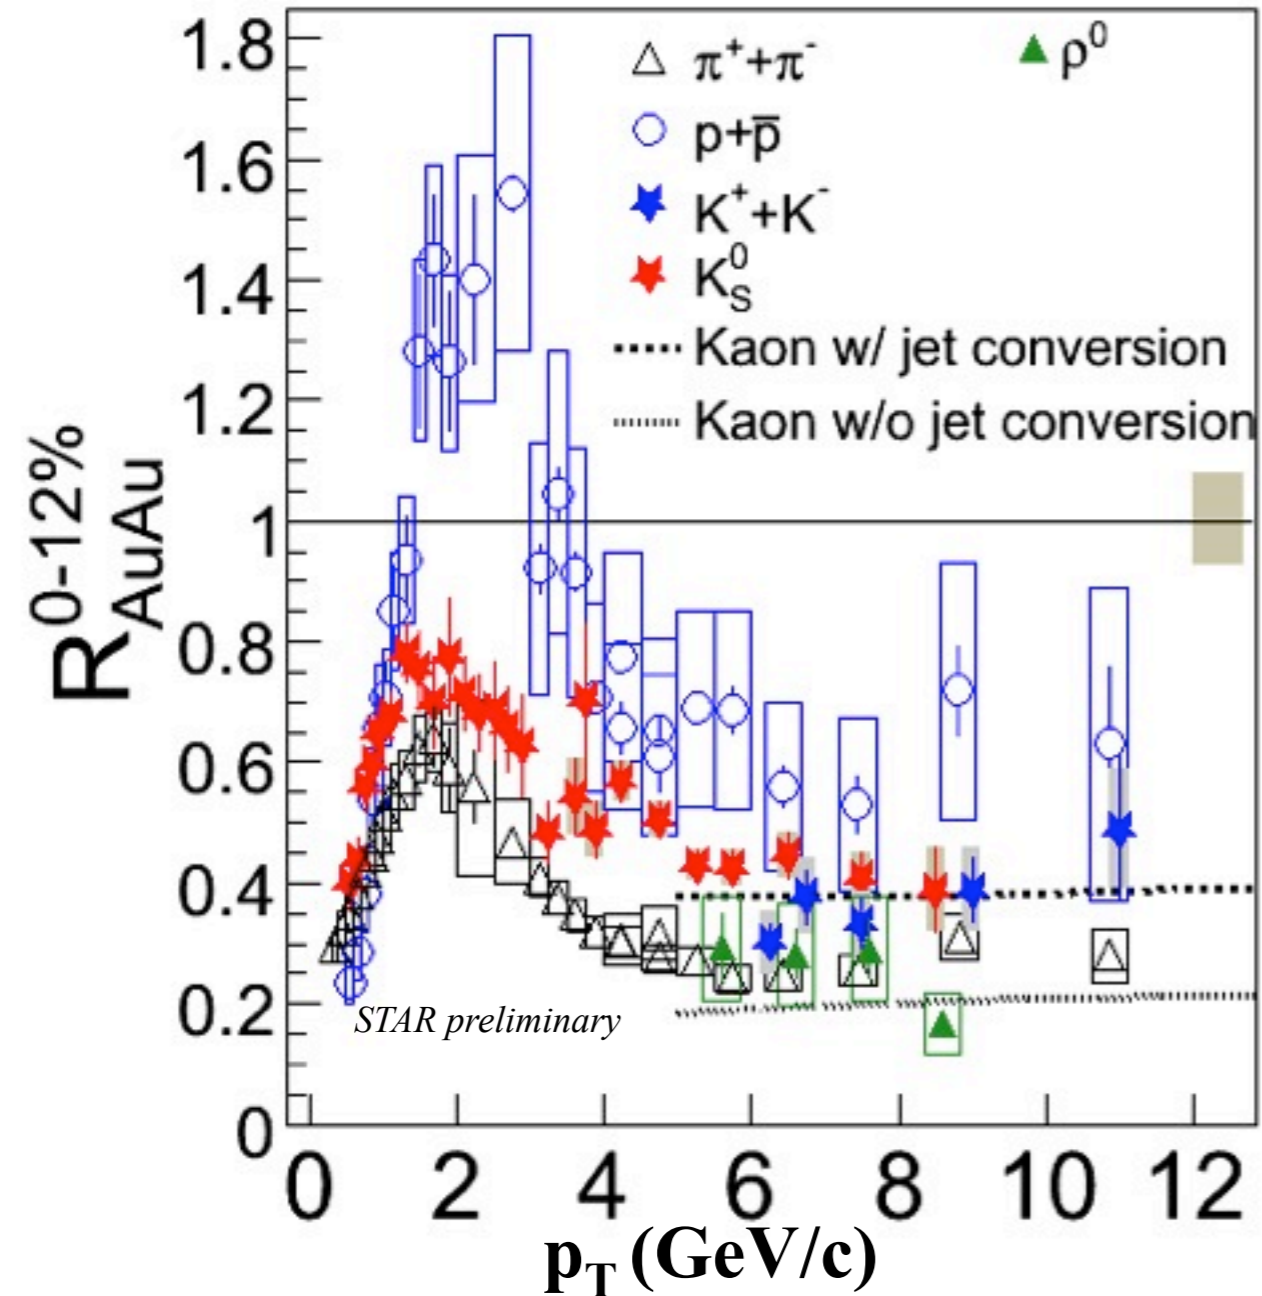 1.8
1.6
1.4
1.2
1
0.8
0.6
0.4
0.2
0
R 0-12% AuAu
π⁺+π⁻
ρ⁰
p+p̅
K⁺+K⁻
K⁰S
Kaon w/ jet conversion
Kaon w/o jet conversion
STAR preliminary
0 2 4 6 8 10 12
pT (GeV/c)